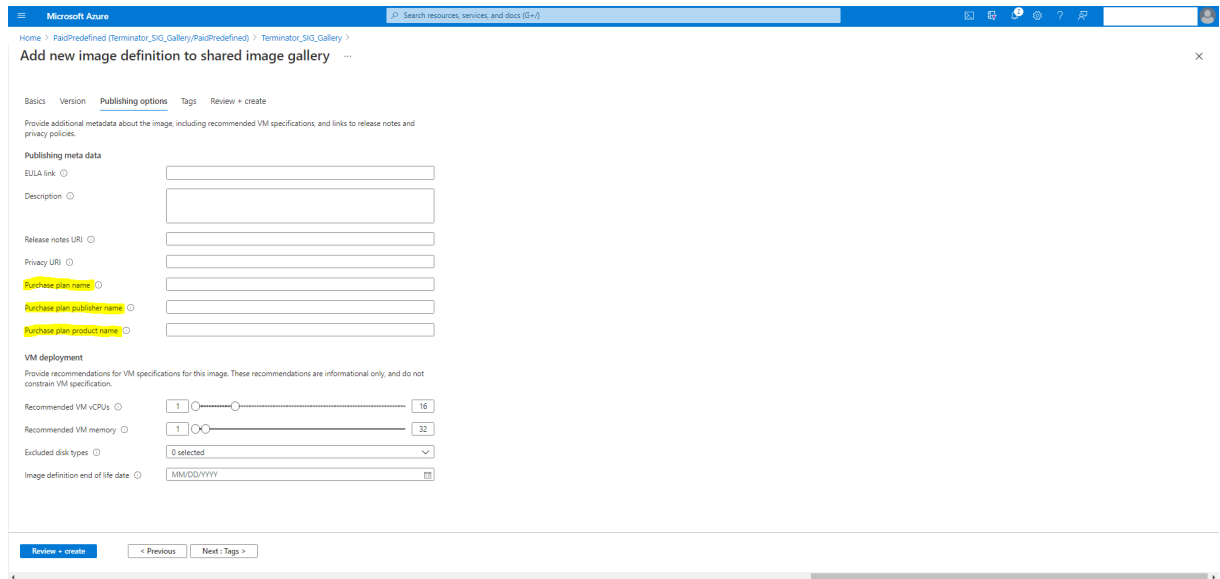 Microsoft Azure
Search resources, services, and docs (G+/)
2
Home > PaidPredefined (Terminator_SIG_Gallery/PaidPredefined) > Terminator_SIG_Gallery >
Add new image definition to shared image gallery ...
Basics Version Publishing options Tags Review + create
Provide additional metadata about the image, including recommended VM specifications, and links to release notes and
privacy policies.
Publishing meta data
EULA link
Description
Release notes URI
Privacy URI
Purchase plan name
Purchase plan publisher name
Purchase plan product name
VM deployment
Provide recommendations for VM specifications for this image. These recommendations are informational only, and do not
constrain VM specification.
Recommended VM vCPUs 1 16
Recommended VM memory 1 32
Excluded disk types 0 selected
Image definition end of life date MM/DD/YYYY
Review + create < Previous Next : Tags >